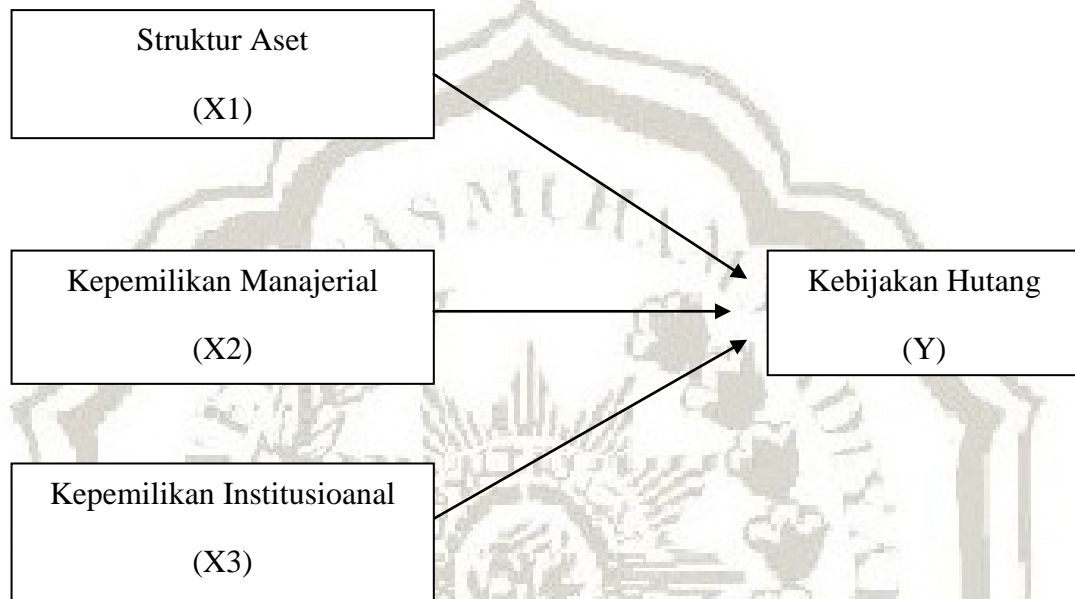 Struktur Aset
(X1)
Kepemilikan Manajerial
(X2)
Kepemilikan Institusioanal
(X3)
Kebijakan Hutang
(Y)